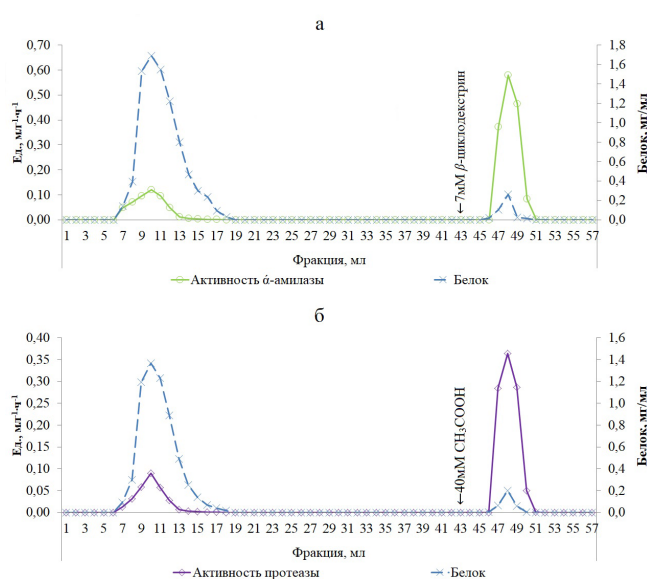 а
0,70 0,60 0,50 0,40 0,30 0,20 0,10 0,00
Ед., мл⁻¹·ч⁻¹
←7мМ β-циклодекстрин
1,8 1,6 1,4 1,2 1,0 0,8 0,6 0,4 0,2 0,0
Белок, мг/мл
1 3 5 7 9 11 13 15 17 19 21 23 25 27 29 31 33 35 37 39 41 43 45 47 49 51 53 55 57
Фракция, мл
Активность ά-амилазы Белок
б
0,40 0,35 0,30 0,25 0,20 0,15 0,10 0,05 0,00
Ед., мл⁻¹·ч⁻¹
←40мМ CH₃COOH
1,6 1,4 1,2 1,0 0,8 0,6 0,4 0,2 0,0
Белок, мг/мл
1 3 5 7 9 11 13 15 17 19 21 23 25 27 29 31 33 35 37 39 41 43 45 47 49 51 53 55 57
Фракция, мл
Активность протеазы Белок